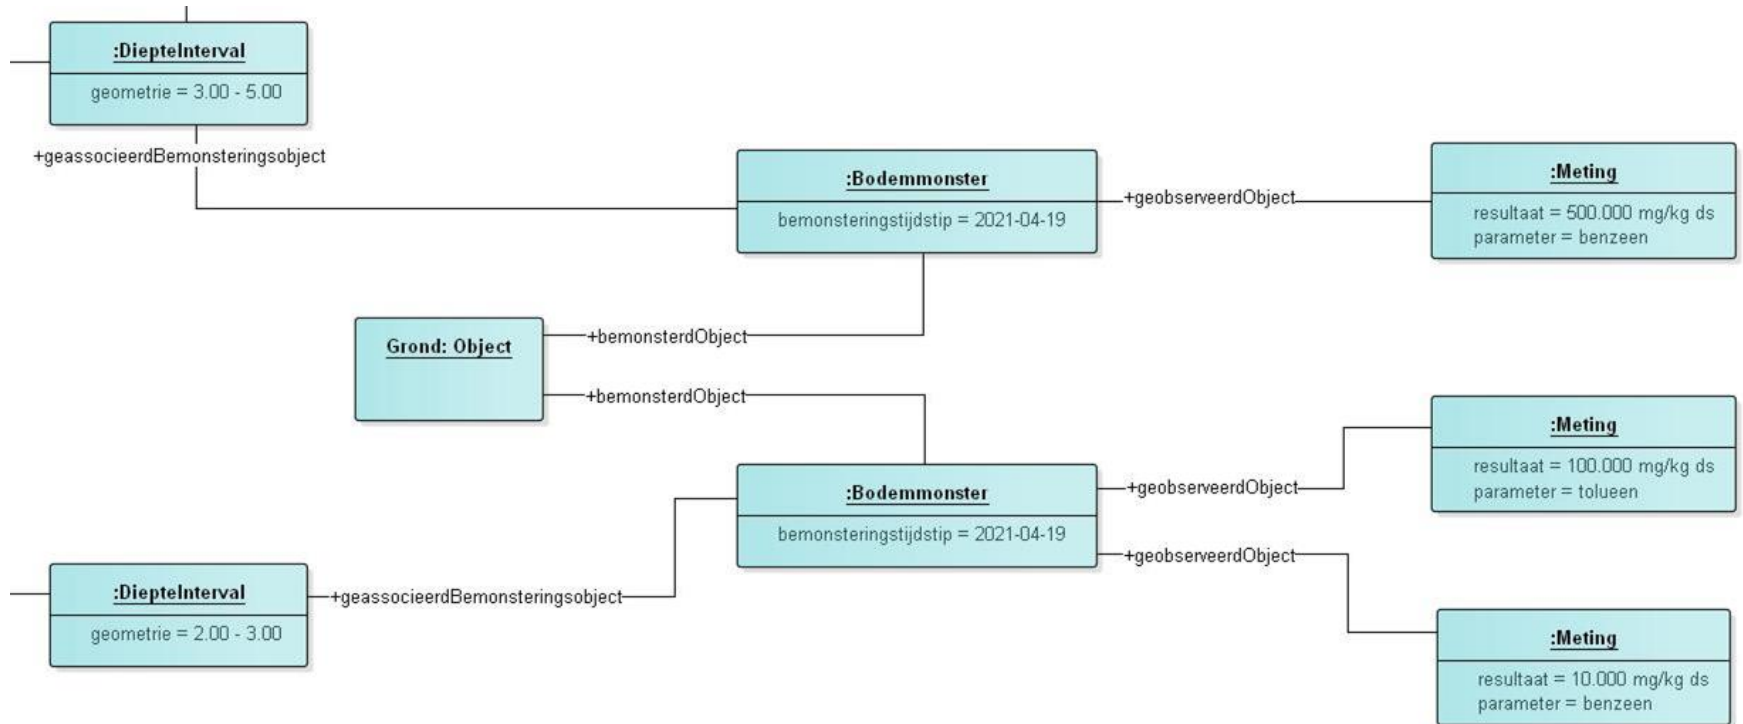 :DiepteInterval
geometrie = 3.00 - 5.00
+geassocieerdBemonsteringsobject
:Bodemmonster
bemonsteringstijdstip = 2021-04-19
+geobserveerdObject
:Meting
resultaat = 500.000 mg/kg ds
parameter = benzeen
Grond: Object
+bemonsterdObject
+bemonsterdObject
:Meting
resultaat = 100.000 mg/kg ds
parameter = tolueen
:Bodemmonster
bemonsteringstijdstip = 2021-04-19
+geobserveerdObject
+geobserveerdObject
:DiepteInterval
geometrie = 2.00 - 3.00
+geassocieerdBemonsteringsobject
:Meting
resultaat = 10.000 mg/kg ds
parameter = benzeen